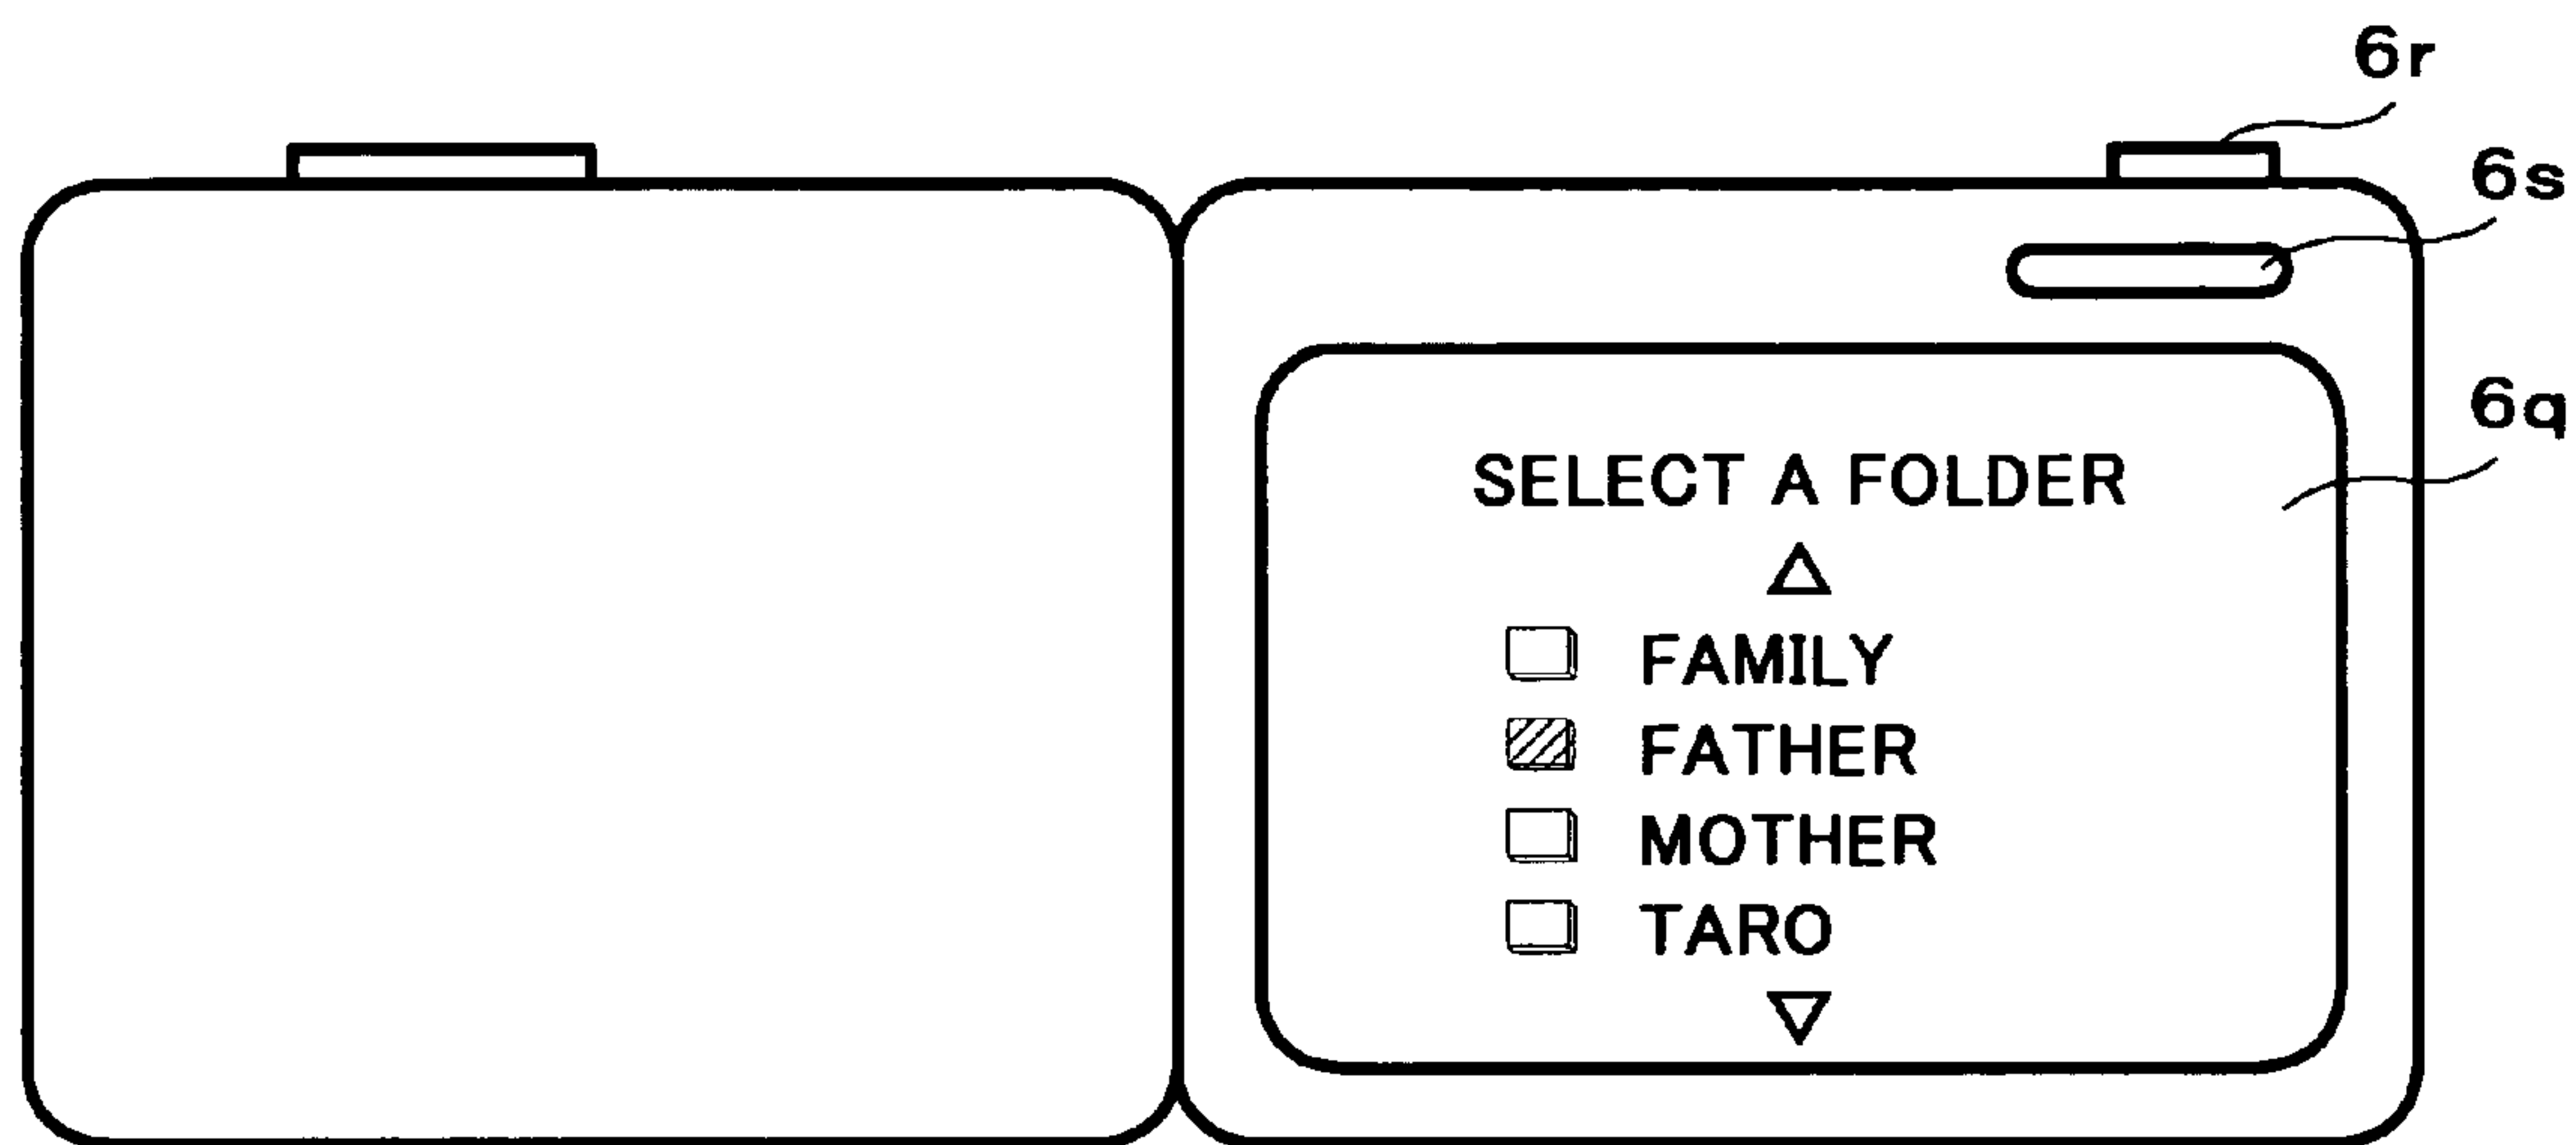 6r
6s
6q
SELECT A FOLDER
△
FAMILY
FATHER
MOTHER
TARO
▽